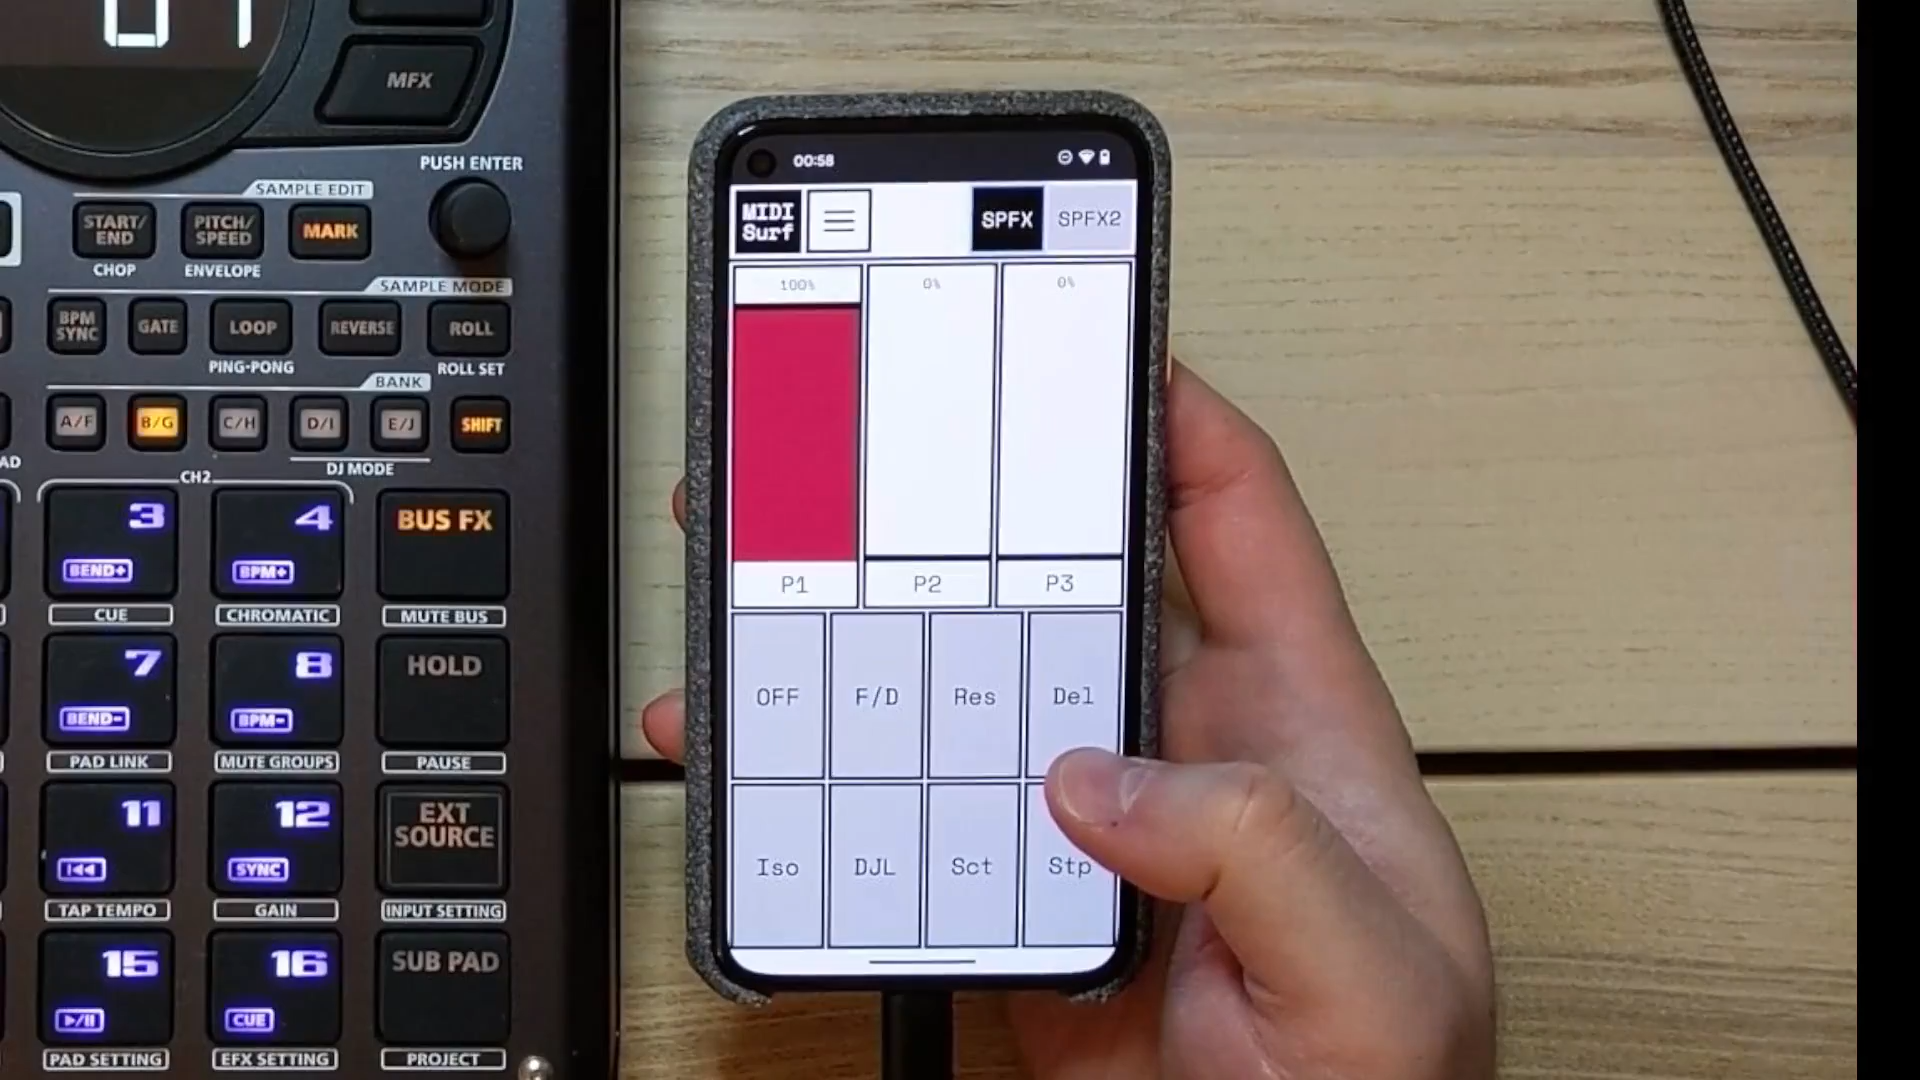 MFX
PUSH ENTER
SAMPLE EDIT
START/
END
PITCH/
SPEED
MARK
CHOP
ENVELOPE
SAMPLE MODE
BPM
SYNC
GATE
LOOP
REVERSE
ROLL
PING-PONG
ROLL SET
BANK
A/F
B/G
C/H
D/I
E/J
SHIFT
DJ MODE
CH2
3
BEND+
4
BPM+
BUS FX
CUE
CHROMATIC
MUTE BUS
7
BEND-
8
BPM-
HOLD
PAD LINK
MUTE GROUPS
PAUSE
11
12
SYNC
EXT
SOURCE
TAP TEMPO
GAIN
INPUT SETTING
15
16
CUE
SUB PAD
PAD SETTING
EFX SETTING
PROJECT
00:58
MIDI
Surf
SPFX
SPFX2
100%
0%
0%
P1
P2
P3
OFF
F/D
Res
Del
Iso
DJL
Sct
Stp